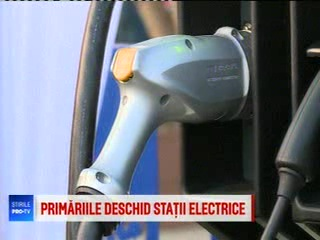 ȘTIRILE
PRO•TV
PRIMĂRIILE DESCHID STAȚII ELECTRICE